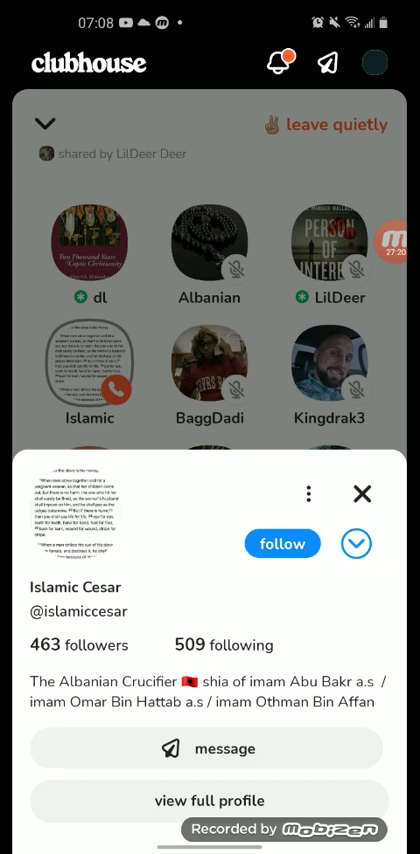 07:08
clubhouse
✌🏼 leave quietly
shared by LilDeer Deer
Two Thousand Years
of Coptic Christianity
PERSON
OF
27:20
dl
Albanian
LilDeer
Islamic
BaggDadi
Kingdrak3
follow
Islamic Cesar
@islamiccesar
463 followers
509 following
The Albanian Crucifier 🇦🇱 shia of imam Abu Bakr a.s /
imam Omar Bin Hattab a.s / imam Othman Bin Affan
message
view full profile
Recorded by mobizen